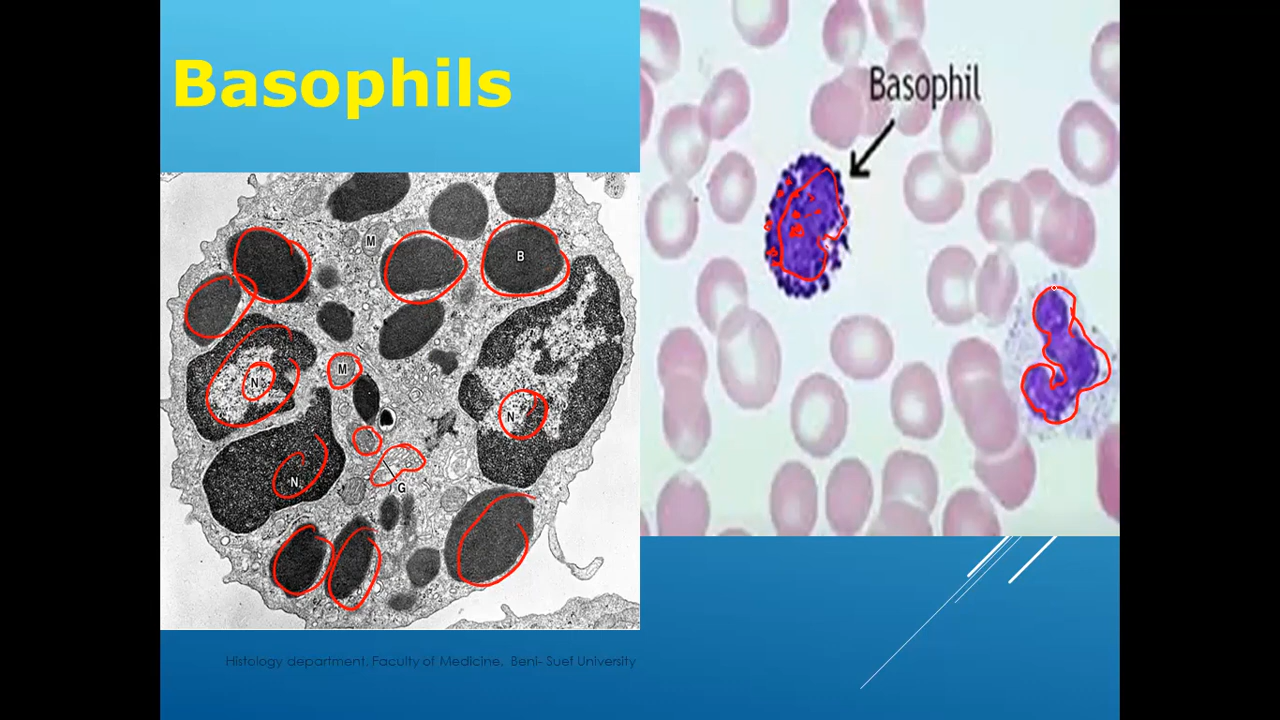 Basophils
Basophil
M
B
M
N
N
N
G
Histology department, Faculty of Medicine, Beni- Suef University